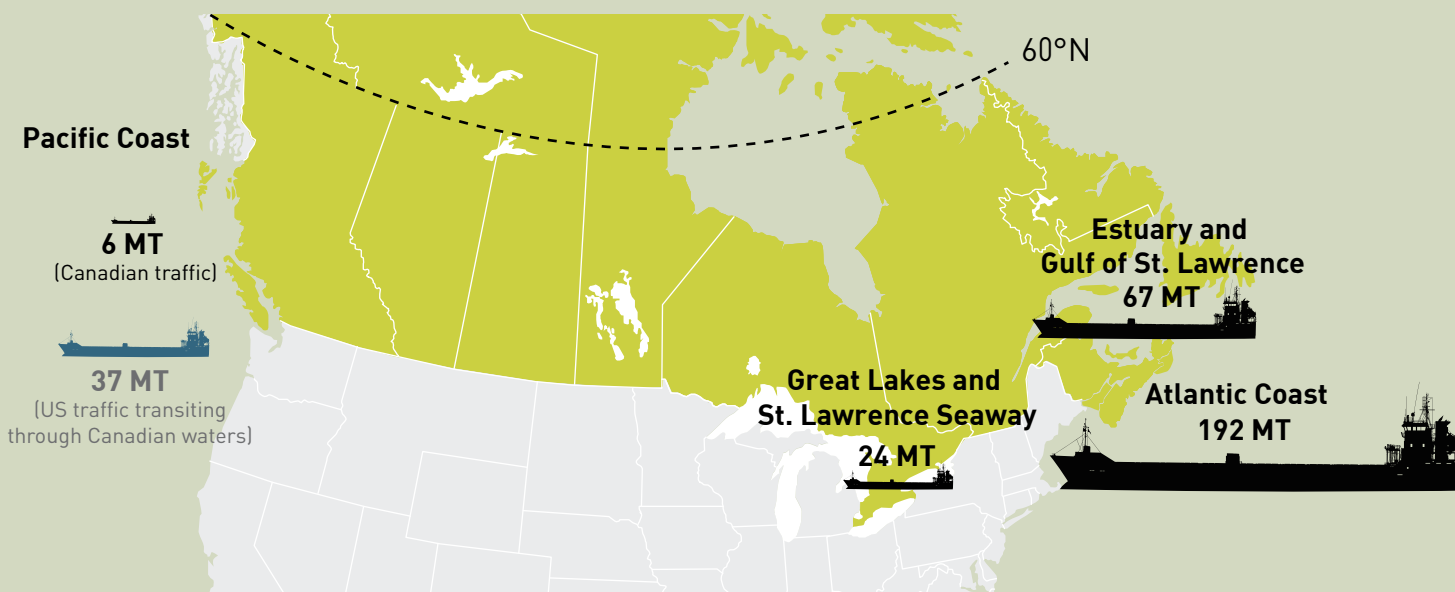 60°N
Pacific Coast
6 MT
(Canadian traffic)
37 MT
(US traffic transiting
through Canadian waters)
Estuary and
Gulf of St. Lawrence
67 MT
Great Lakes and
St. Lawrence Seaway
24 MT
Atlantic Coast
192 MT